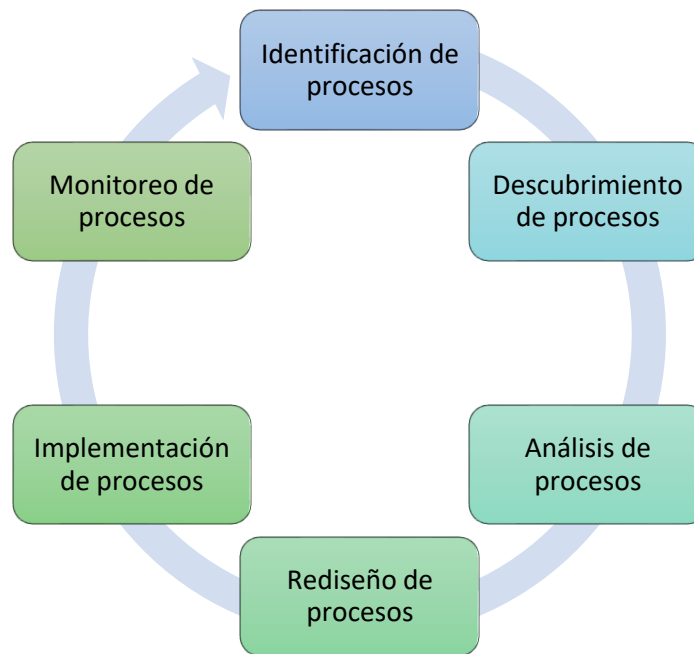 Identificación de
procesos
Descubrimiento
de procesos
Análisis de
procesos
Rediseño de
procesos
Implementación
de procesos
Monitoreo de
procesos